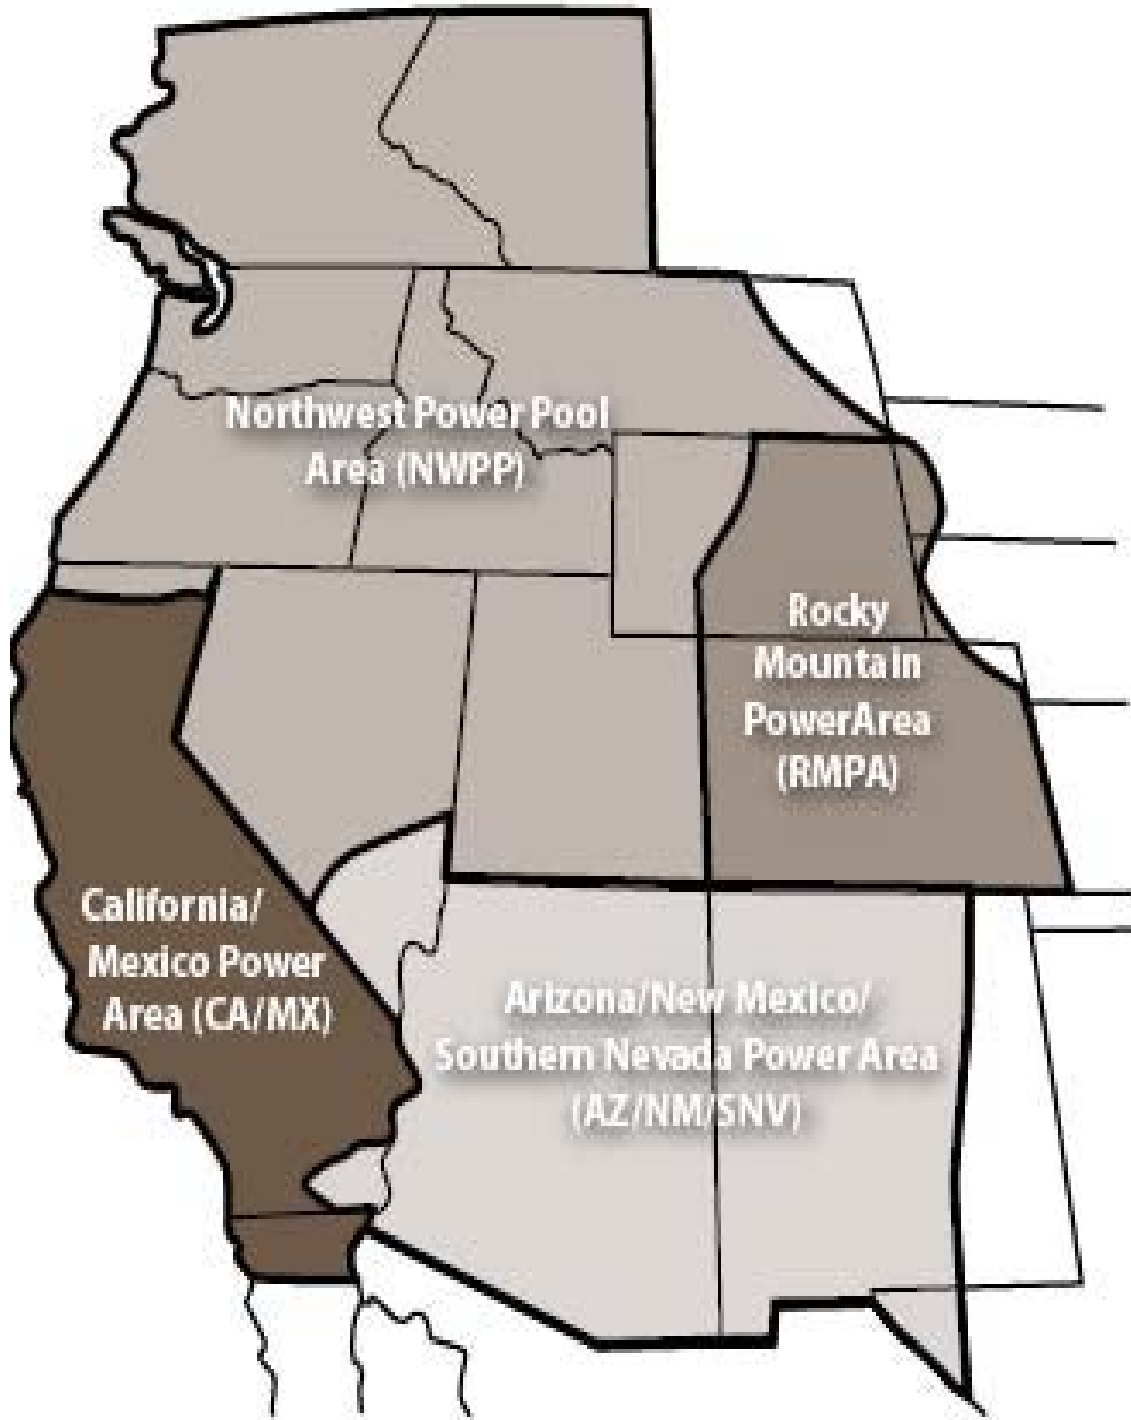 Northwest Power Pool
Area (NWPP)
Rocky
Mountain
PowerArea
(RMPA)
California/
Mexico Power
Area (CA/MX)
Arizona/New Mexico/
Southern Nevada Power Area
(AZ/NM/SNV)